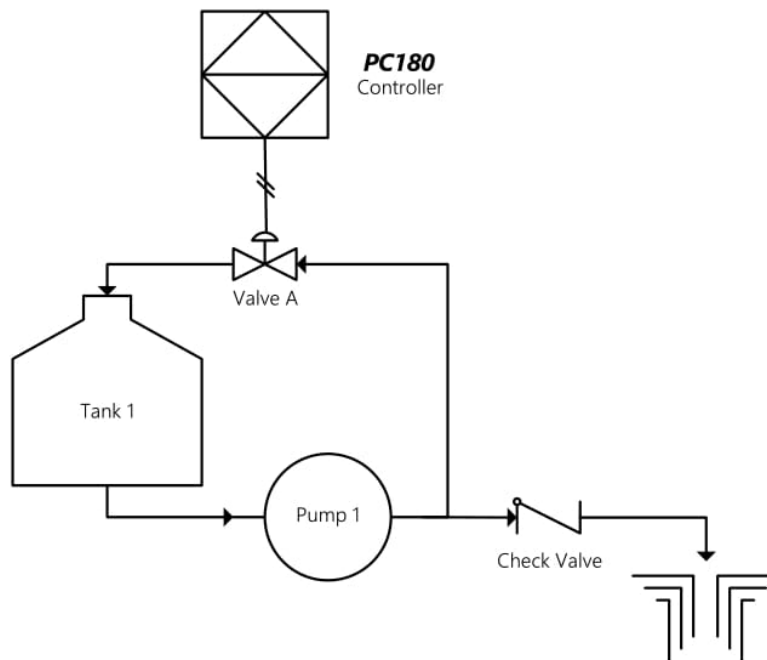 PC180
Controller
Valve A
Tank 1
Pump 1
Check Valve